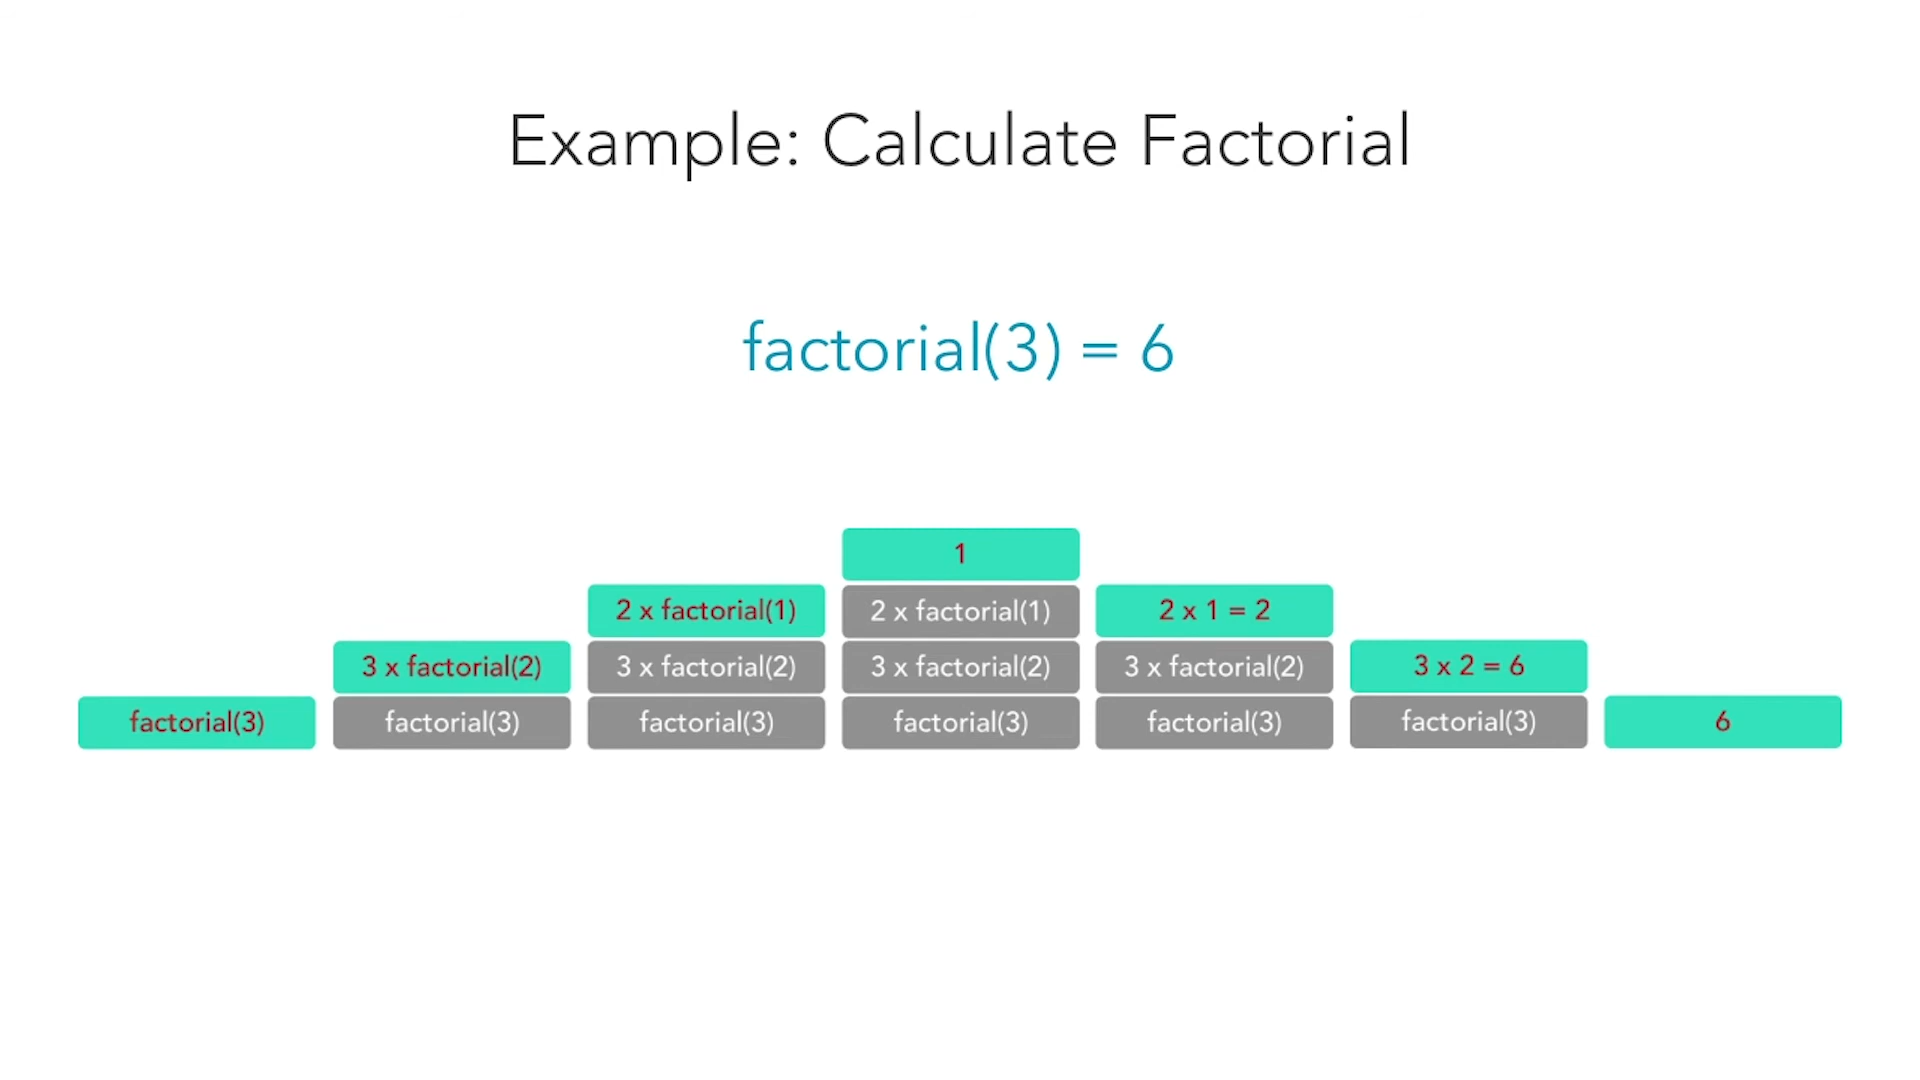 Example: Calculate Factorial
factorial(3) = 6
1
2 x factorial(1) 2 x factorial(1) 2 x 1 = 2
3 x factorial(2) 3 x factorial(2) 3 x factorial(2) 3 x factorial(2) 3 x 2 = 6
factorial(3) factorial(3) factorial(3) factorial(3) factorial(3) factorial(3) 6